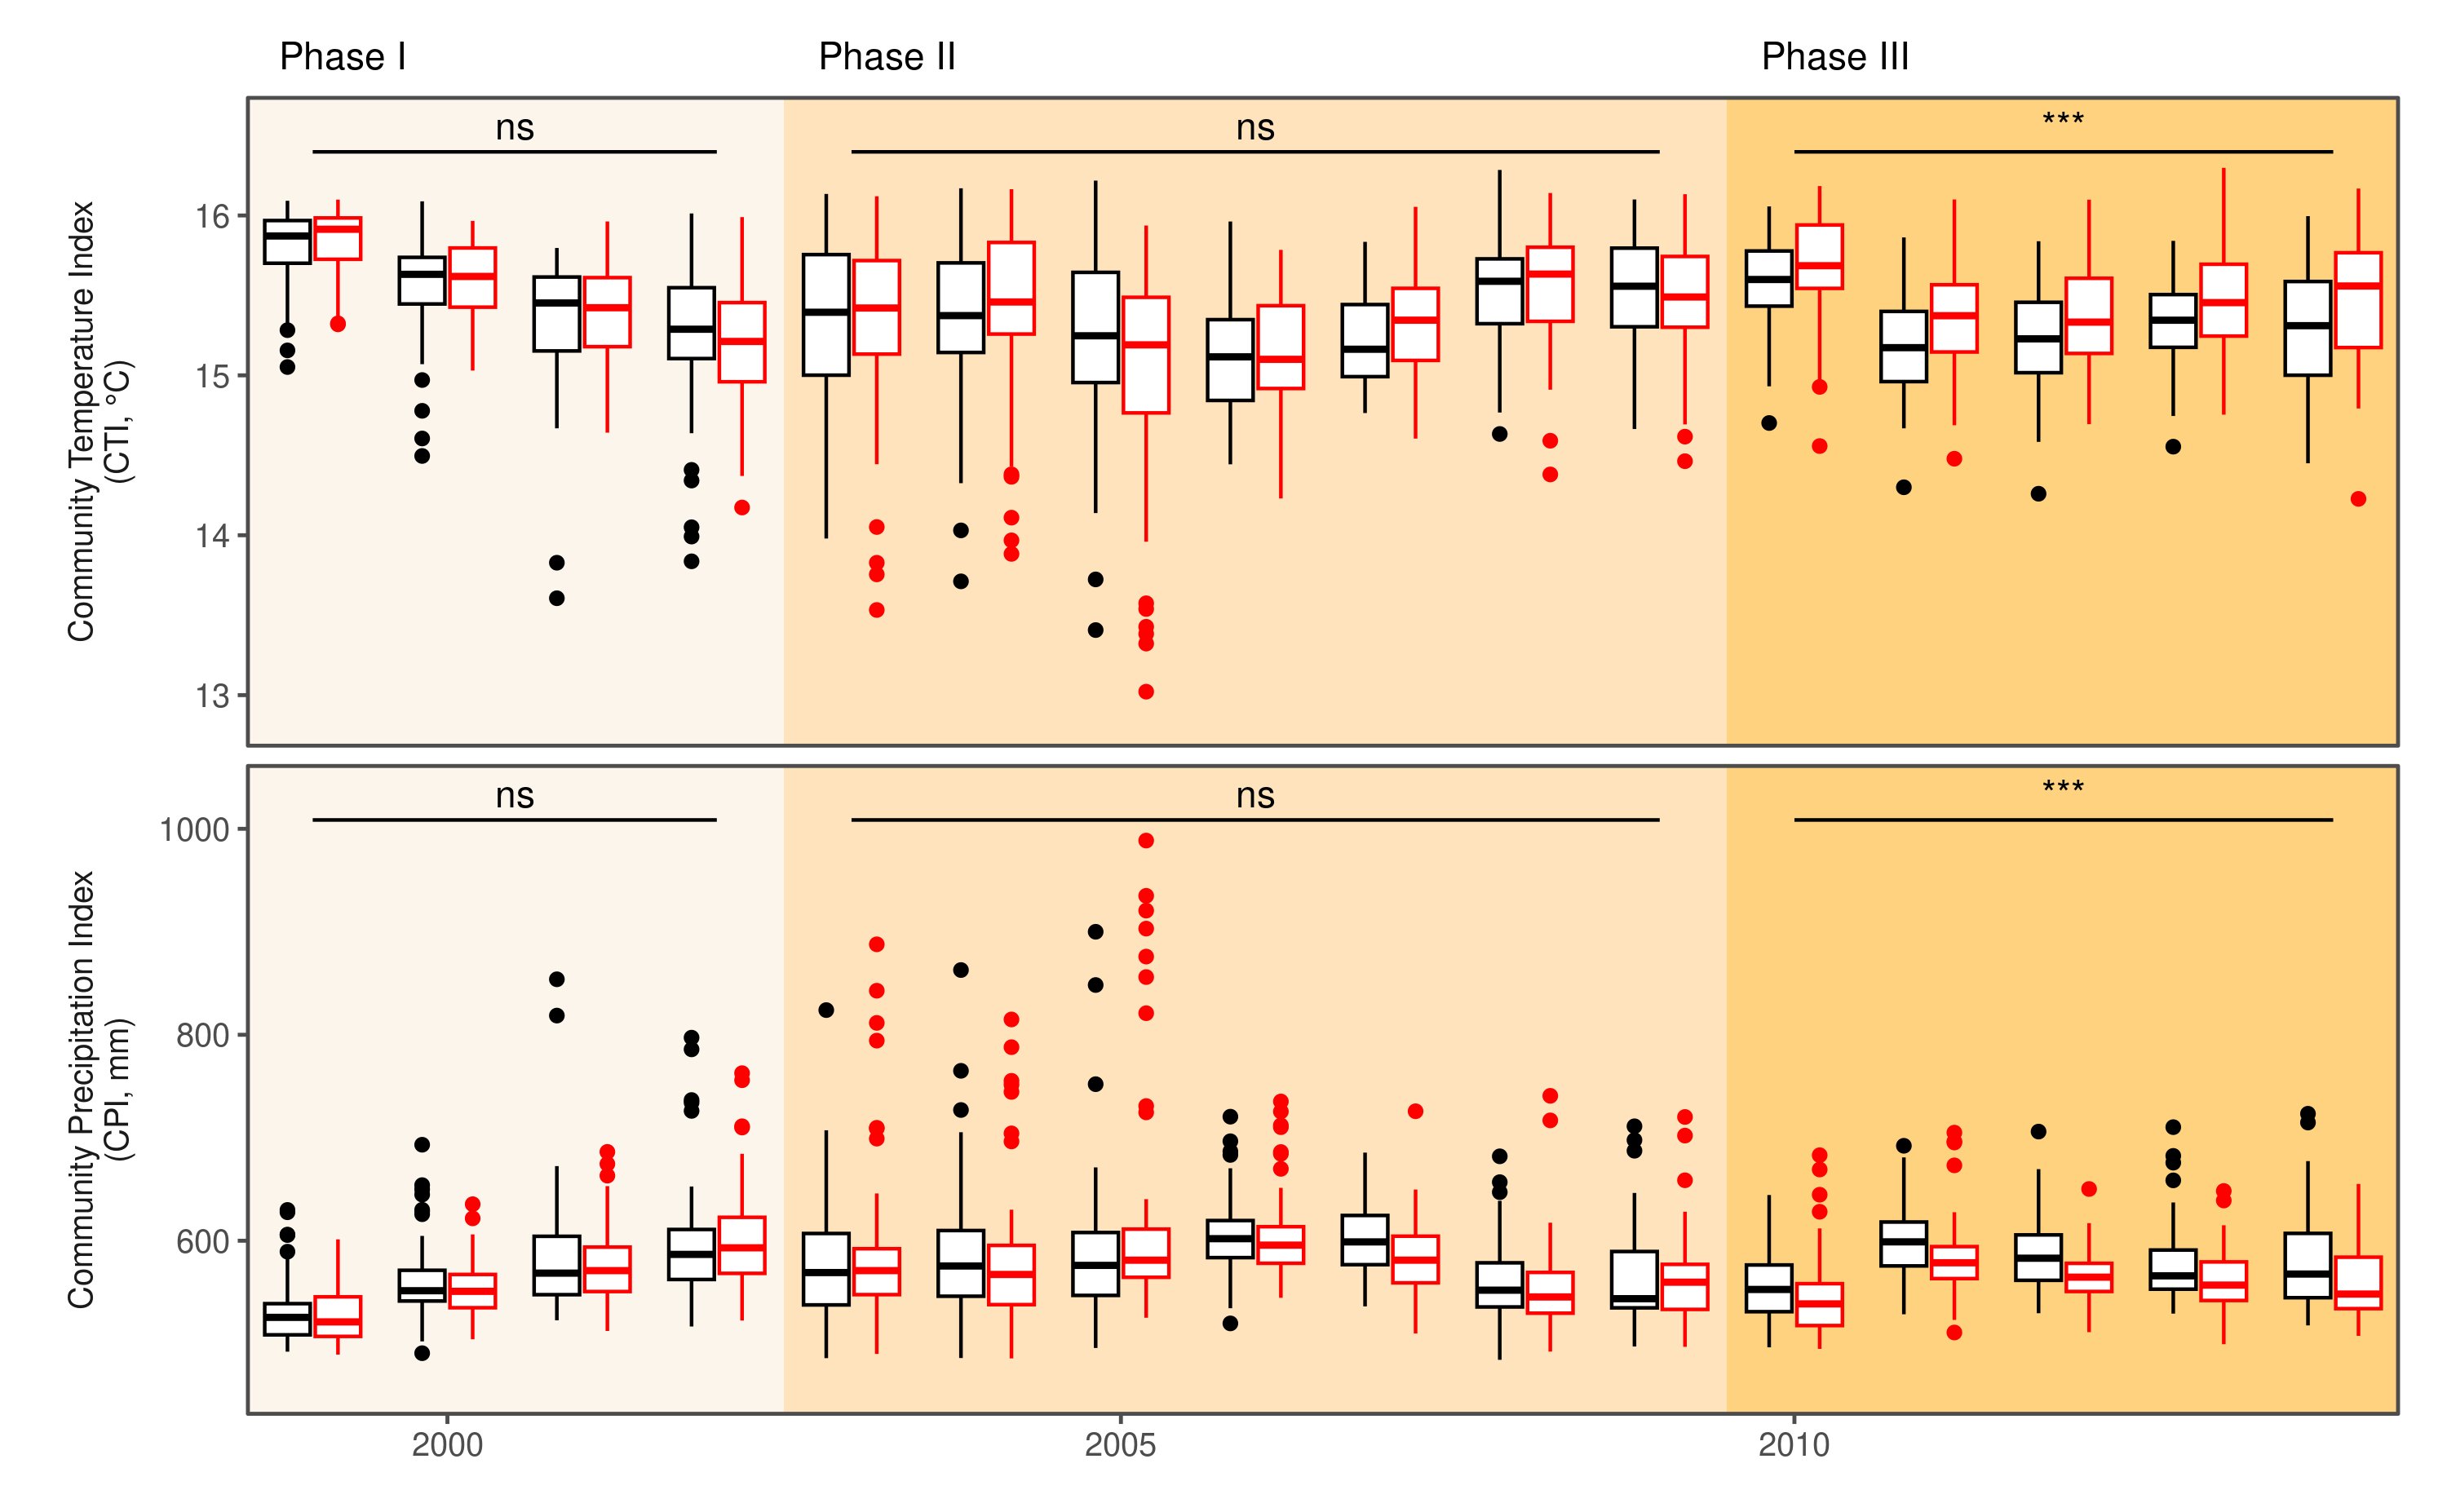 Phase I Phase II Phase III
ns ns ***
16
15
14
13
Community Temperature Index
(CTI, °C)
ns ns ***
1000
800
600
Community Precipitation Index
(CPI, mm)
2000 2005 2010